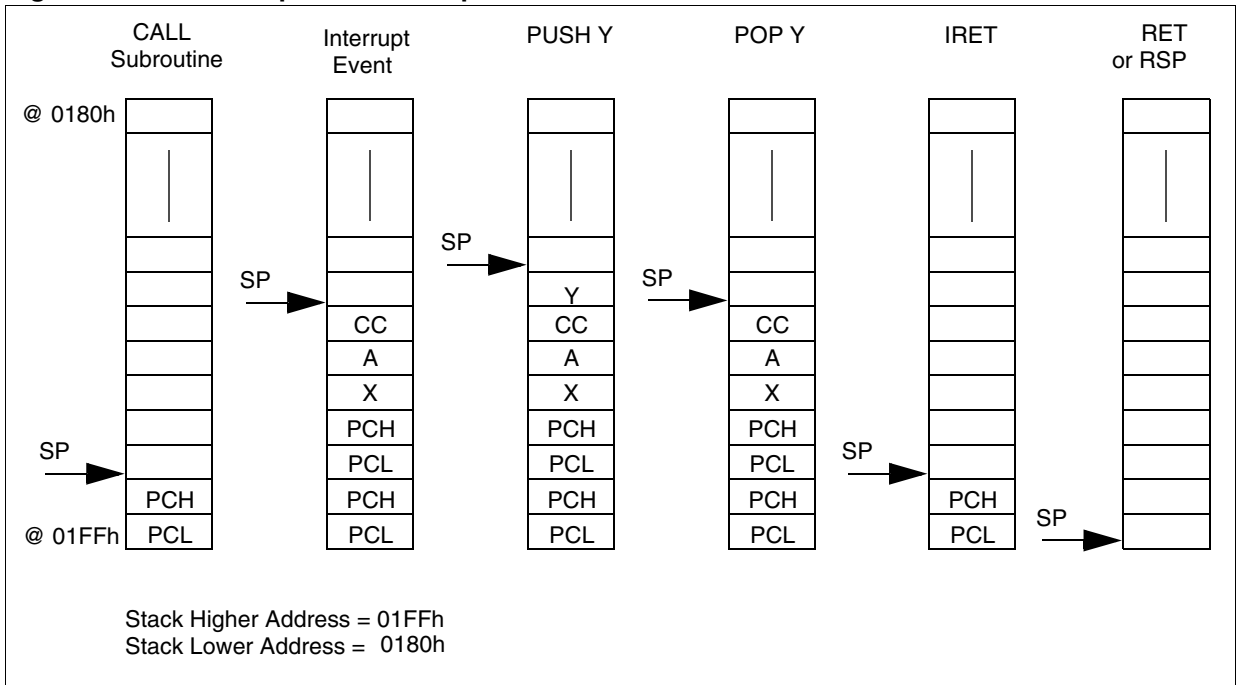 CALL
Subroutine
Interrupt
Event
PUSH Y
POP Y
IRET
RET
or RSP
@ 0180h
SP
SP
SP
CC
A
X
PCH
PCL
PCH
PCL
Y
CC
A
X
PCH
PCL
PCH
PCL
CC
A
X
PCH
PCL
PCH
PCL
SP
PCH
@ 01FFh PCL
SP
PCH
PCL
SP
Stack Higher Address = 01FFh
Stack Lower Address = 0180h